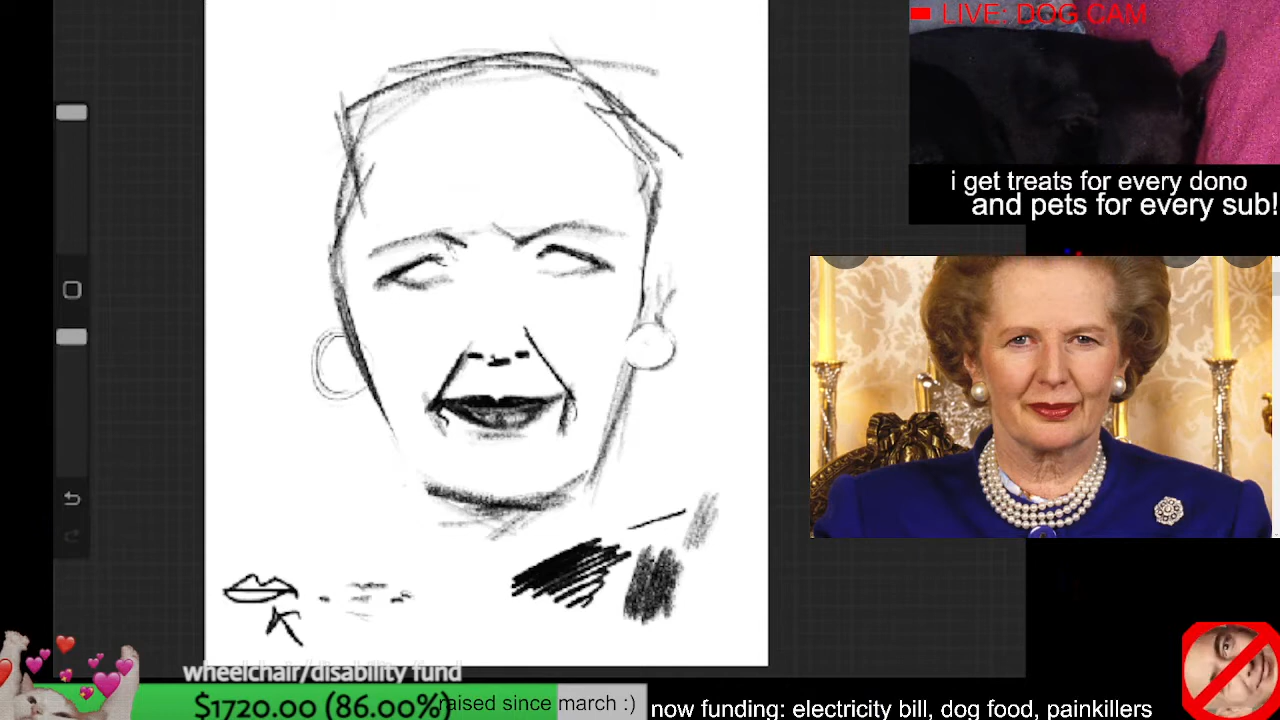 LIVE: DOG CAM
i get treats for every dono
and pets for every sub!
wheelchair/disability fund
$1720.00 (86.00%)
raised since march :)
now funding: electricity bill, dog food, painkillers